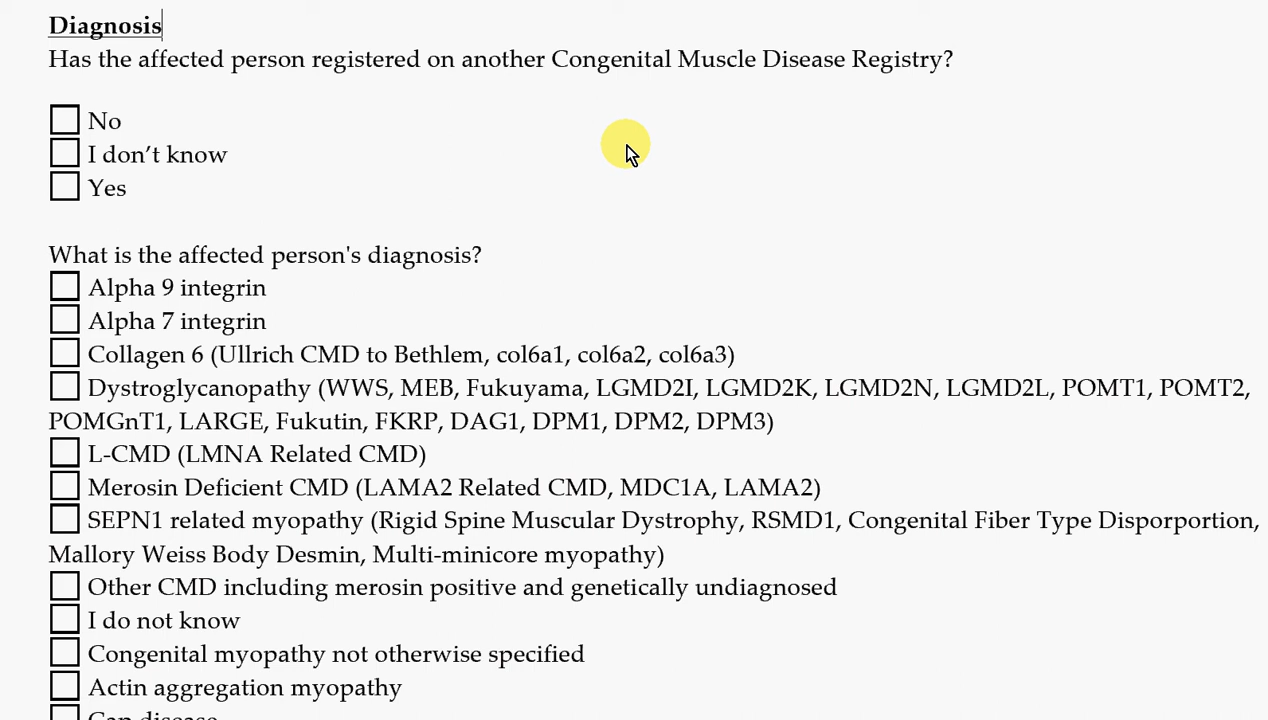 Diagnosis
Has the affected person registered on another Congenital Muscle Disease Registry?
No
I don’t know
Yes
What is the affected person's diagnosis?
Alpha 9 integrin
Alpha 7 integrin
Collagen 6 (Ullrich CMD to Bethlem, col6a1, col6a2, col6a3)
Dystroglycanopathy (WWS, MEB, Fukuyama, LGMD2I, LGMD2K, LGMD2N, LGMD2L, POMT1, POMT2,
POMGnT1, LARGE, Fukutin, FKRP, DAG1, DPM1, DPM2, DPM3)
L-CMD (LMNA Related CMD)
Merosin Deficient CMD (LAMA2 Related CMD, MDC1A, LAMA2)
SEPN1 related myopathy (Rigid Spine Muscular Dystrophy, RSMD1, Congenital Fiber Type Disporportion,
Mallory Weiss Body Desmin, Multi-minicore myopathy)
Other CMD including merosin positive and genetically undiagnosed
I do not know
Congenital myopathy not otherwise specified
Actin aggregation myopathy
Cap disease